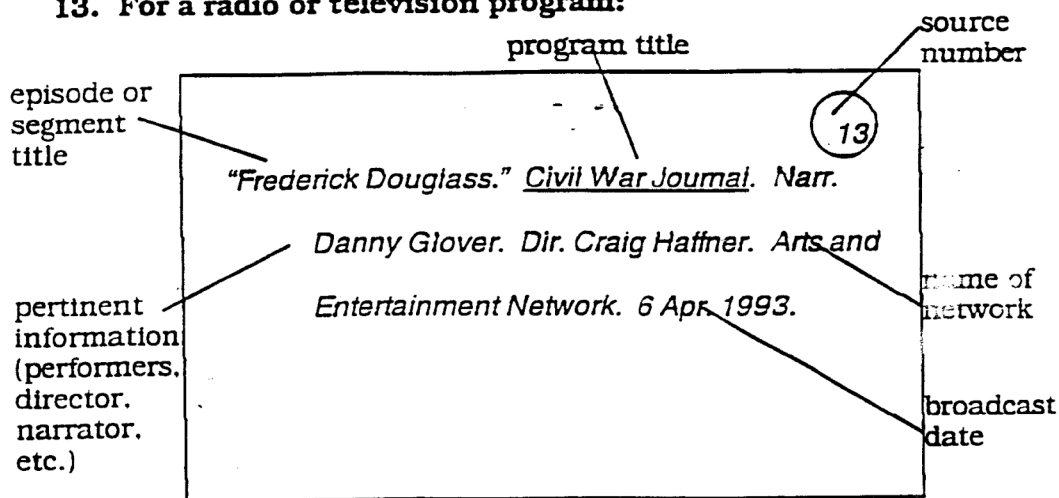 13. For a radio or television program:
source
number
program title
episode or
segment
title
13
“Frederick Douglass.” Civil War Journal. Narr.
Danny Glover. Dir. Craig Haffner. Arts and
Entertainment Network. 6 Apr. 1993.
name of
network
pertinent
information
(performers,
director,
narrator,
etc.)
broadcast
date